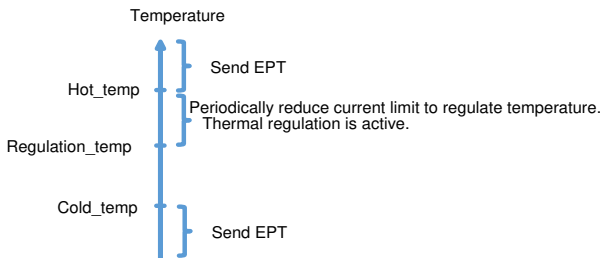 Temperature
Send EPT
Hot_temp
Periodically reduce current limit to regulate temperature.
Thermal regulation is active.
Regulation_temp
Cold_temp
Send EPT